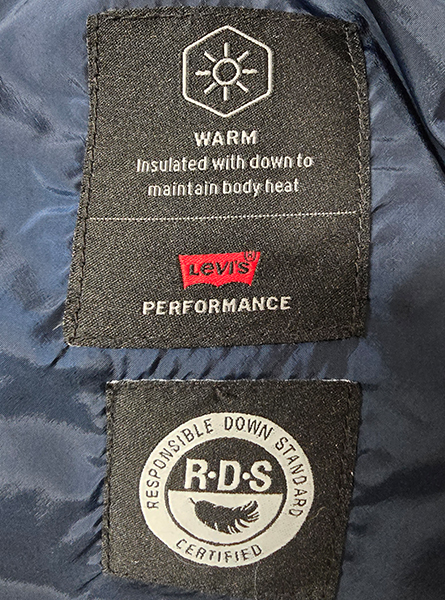 WARM
Insulated with down to
maintain body heat
Levi's®
PERFORMANCE
RESPONSIBLE DOWN STANDARD
R·D·S
CERTIFIED